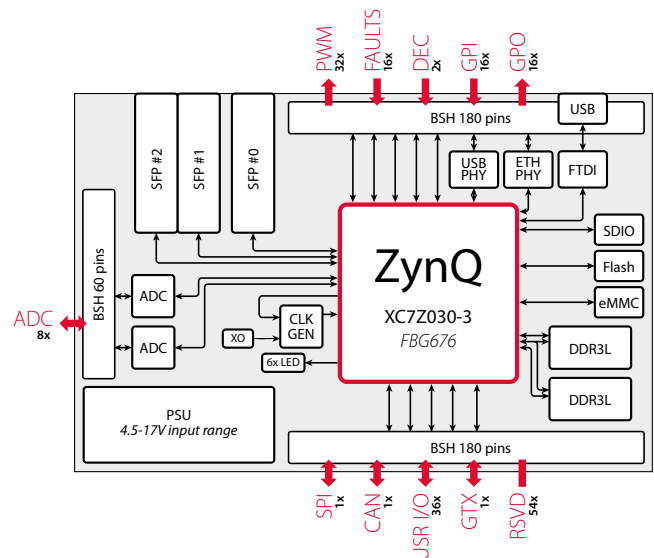 PWM
32x
FAULTS
16x
DEC
2x
GPI
16x
GPO
16x
BSH 180 pins
USB
SFP #2
SFP #1
SFP #0
USB
PHY
ETH
PHY
FTDI
BSH 60 pins
ADC
ADC
ADC
8x
XO
CLK
GEN
6x LED
ZynQ
XC7Z030-3
FBG676
SDIO
Flash
eMMC
DDR3L
DDR3L
PSU
4.5-17V input range
BSH 180 pins
SPI
1x
CAN
1x
USR I/O
36x
GTX
1x
RSVD
54x